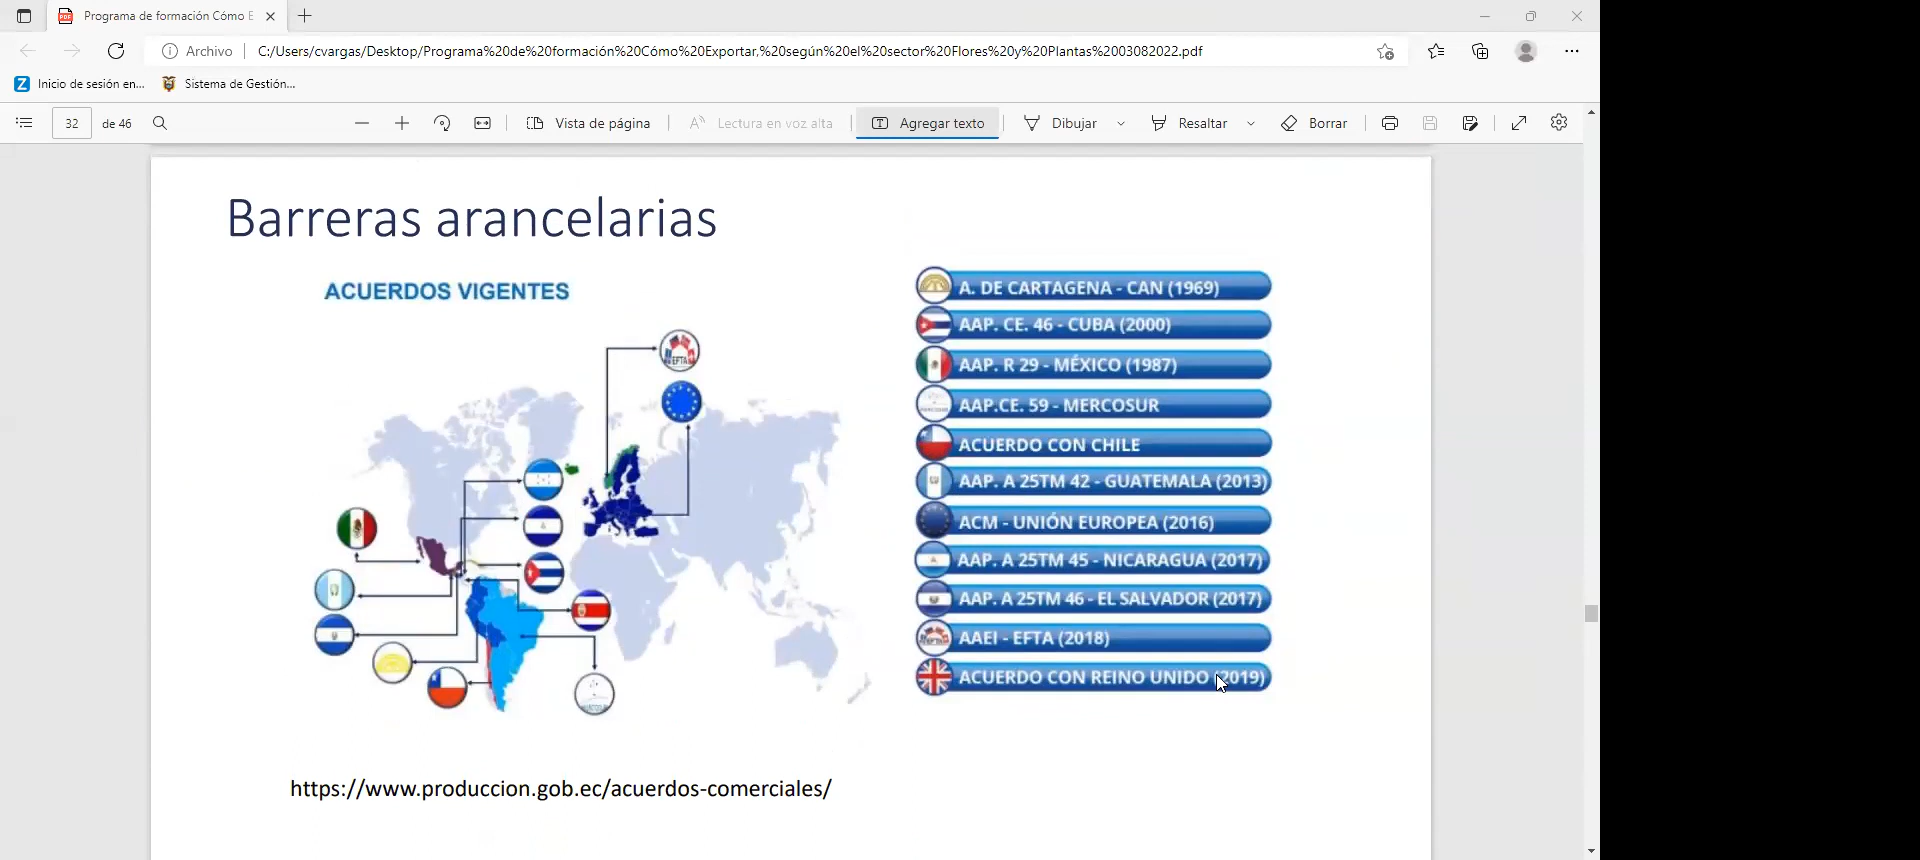 Programa de formación Cómo E
Archivo
C:/Users/cvargas/Desktop/Programa%20de%20formación%20Cómo%20Exportar,%20según%20el%20sector%20Flores%20y%20Plantas%2003082022.pdf
Inicio de sesión en...
Sistema de Gestión...
32 de 46
Vista de página
Lectura en voz alta
Agregar texto
Dibujar
Resaltar
Borrar
Barreras arancelarias
ACUERDOS VIGENTES
EFTA
A. DE CARTAGENA - CAN (1969)
AAP. CE. 46 - CUBA (2000)
AAP. R 29 - MÉXICO (1987)
AAP.CE. 59 - MERCOSUR
ACUERDO CON CHILE
AAP. A 25TM 42 - GUATEMALA (2013)
ACM - UNIÓN EUROPEA (2016)
AAP. A 25TM 45 - NICARAGUA (2017)
AAP. A 25TM 46 - EL SALVADOR (2017)
AAEI - EFTA (2018)
ACUERDO CON REINO UNIDO (2019)
https://www.produccion.gob.ec/acuerdos-comerciales/